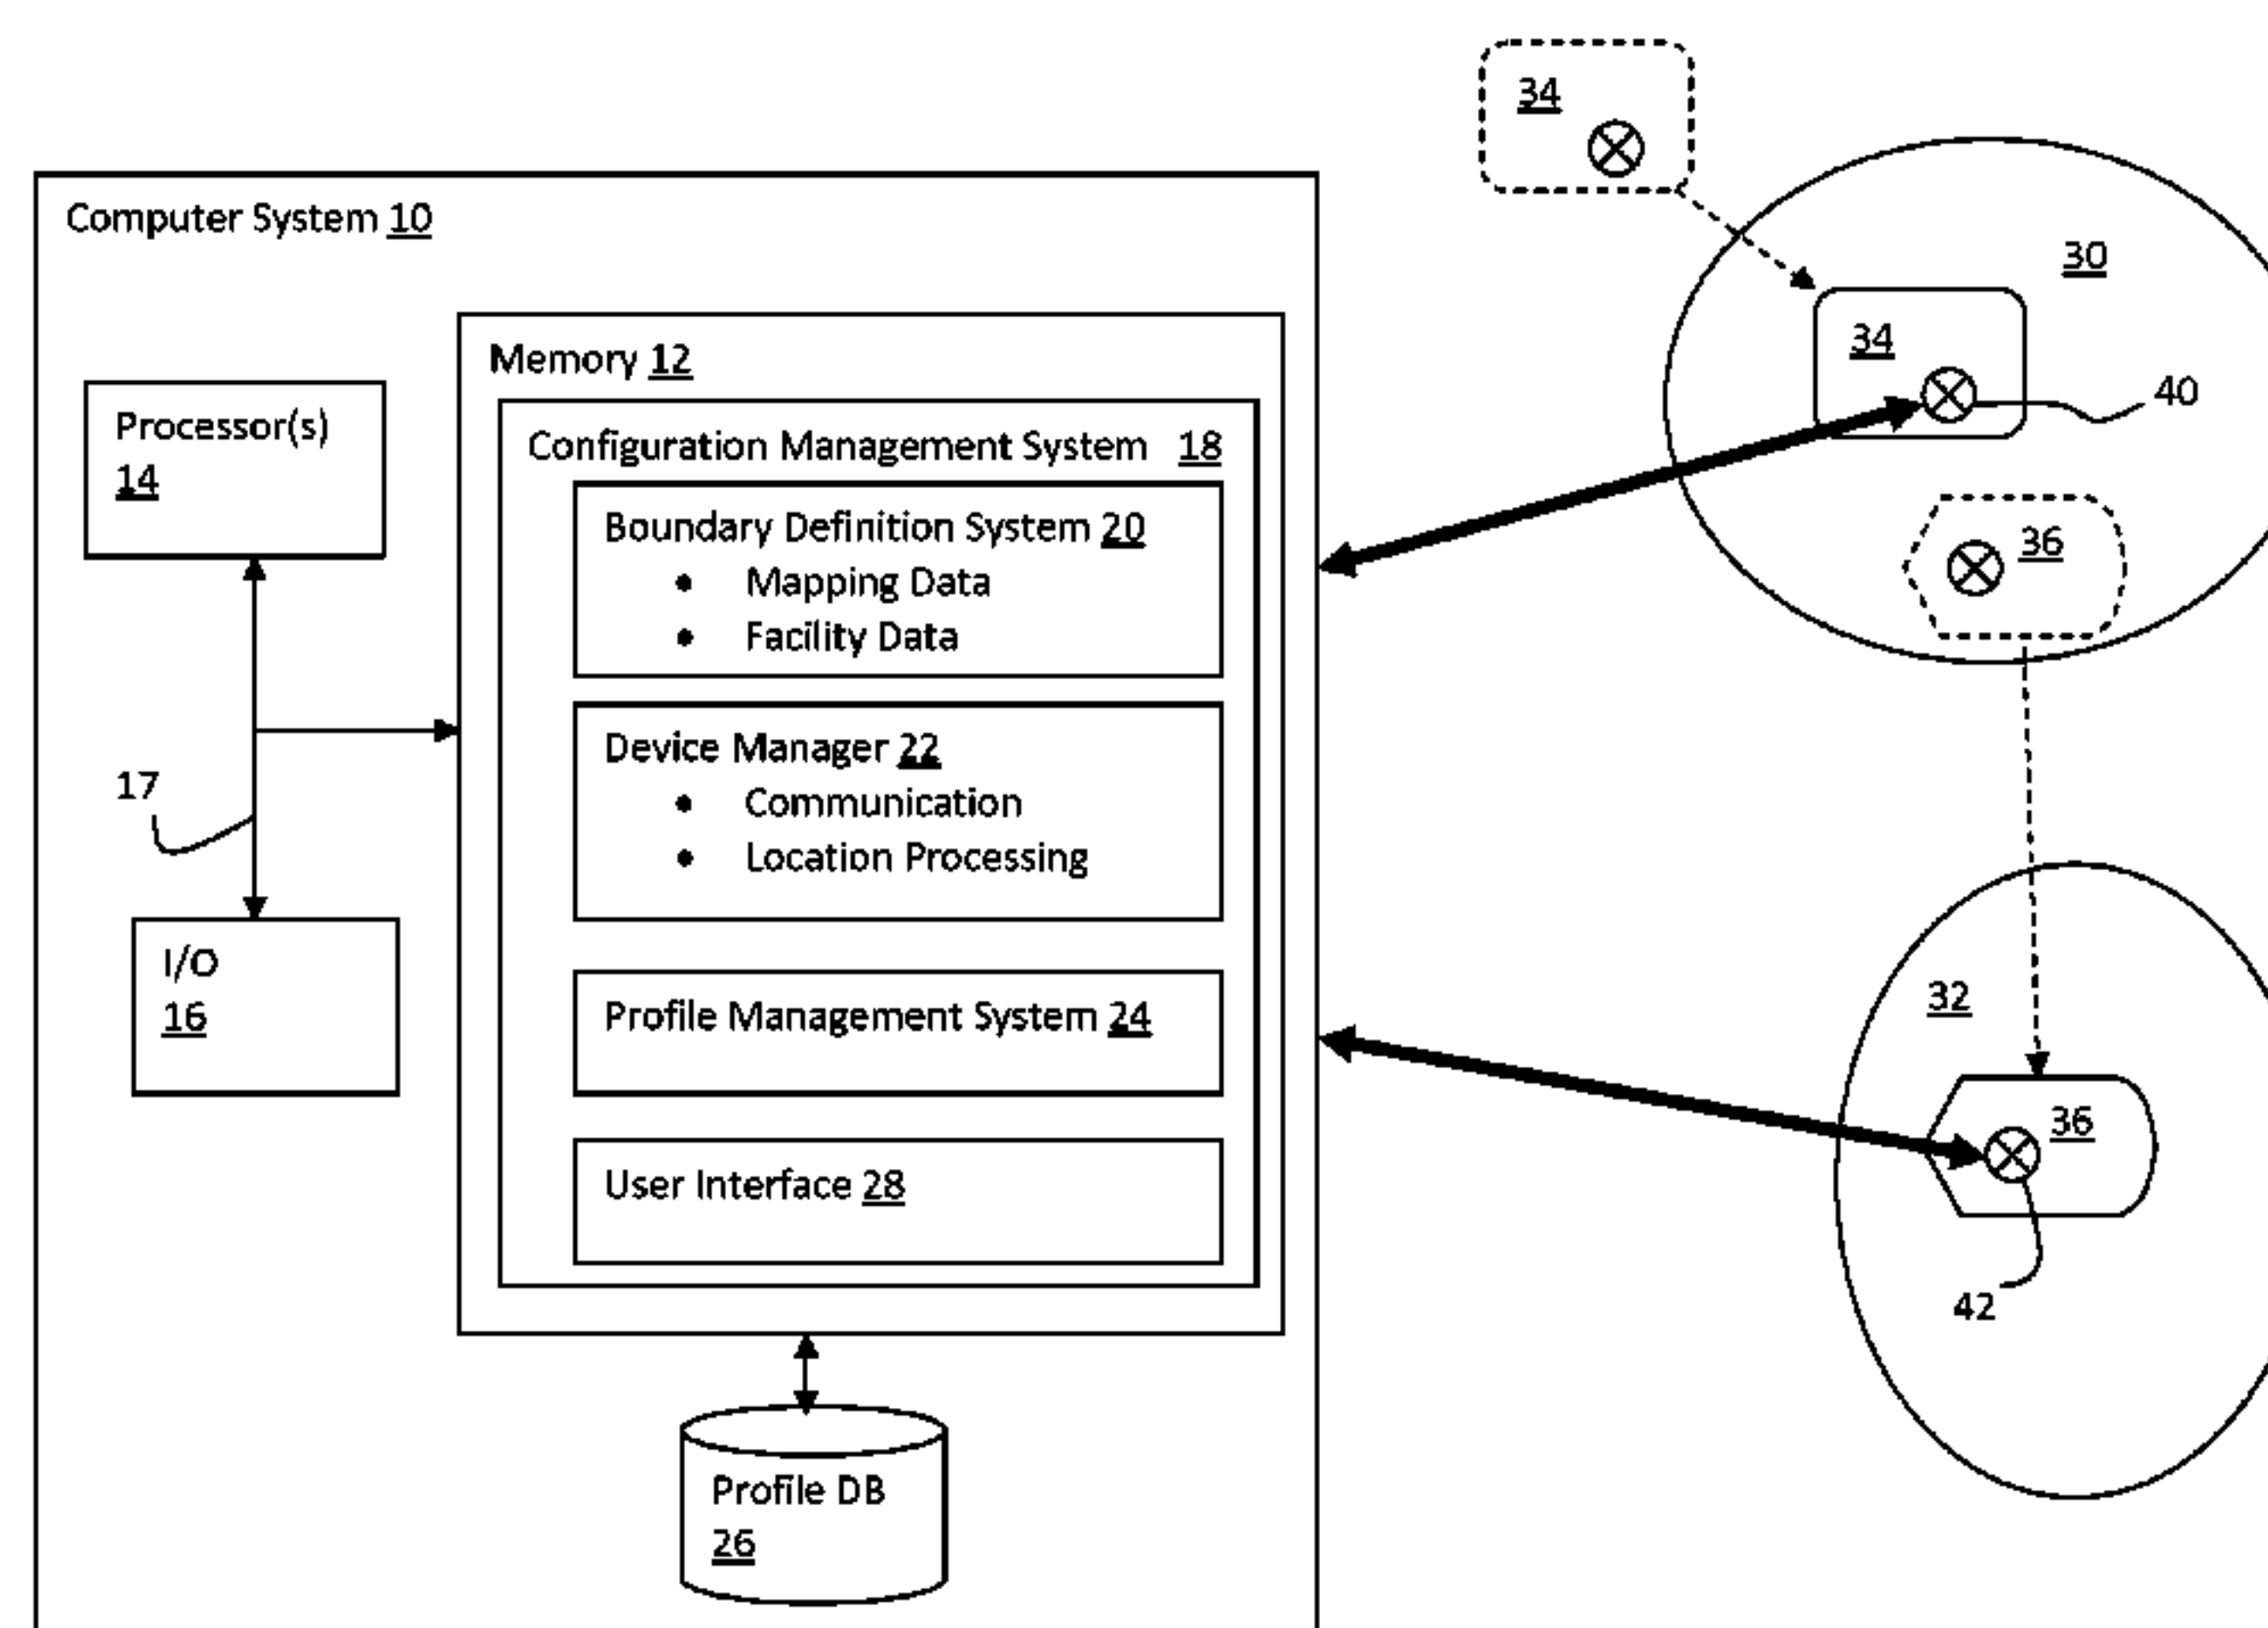 Computer System 10
Processor(s)
14
17
I/O
16
Memory 12
Configuration Management System 18
Boundary Definition System 20
• Mapping Data
• Facility Data
Device Manager 22
• Communication
• Location Processing
Profile Management System 24
User Interface 28
Profile DB
26
34
30
34
40
36
32
36
42